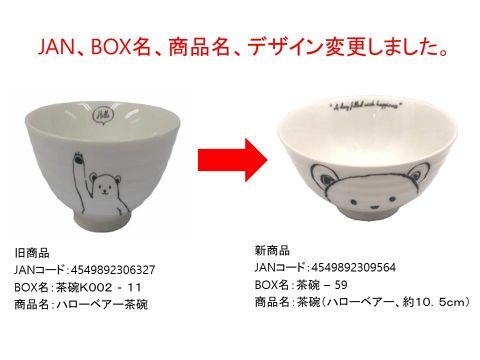 JAN、BOX名、商品名、デザイン変更しました。
Hello
" A day filled with happiness "
旧商品
JANコード:4549892306327
BOX名:茶碗K002 - 11
商品名:ハローベアー茶碗
新商品
JANコード:4549892309564
BOX名:茶碗 – 59
商品名:茶碗(ハローベアー、約10.5cm)